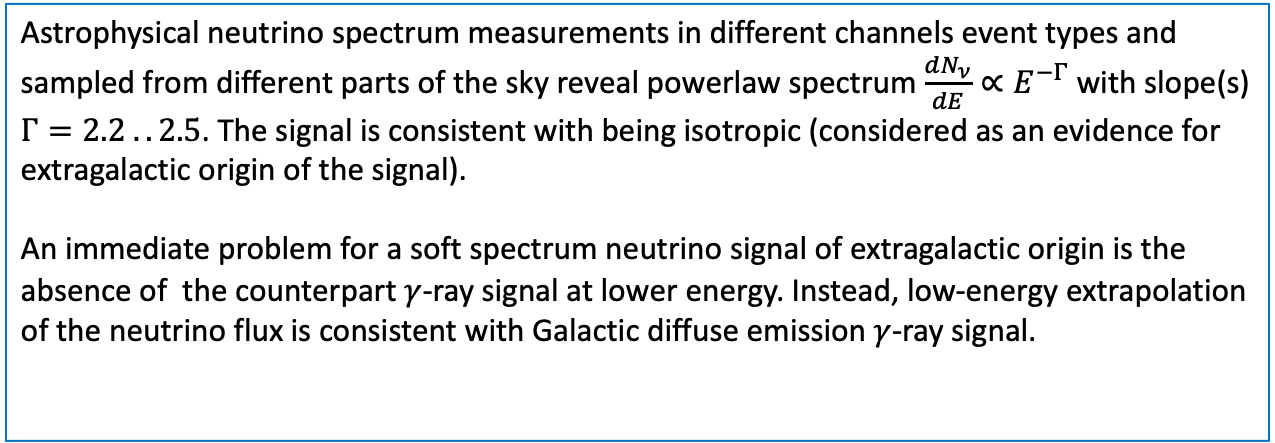 Astrophysical neutrino spectrum measurements in different channels event types and
sampled from different parts of the sky reveal powerlaw spectrum dNν/dE ∝ E^−Γ with slope(s)
Γ = 2.2 . . 2.5. The signal is consistent with being isotropic (considered as an evidence for
extragalactic origin of the signal).
An immediate problem for a soft spectrum neutrino signal of extragalactic origin is the
absence of the counterpart γ-ray signal at lower energy. Instead, low-energy extrapolation
of the neutrino flux is consistent with Galactic diffuse emission γ-ray signal.